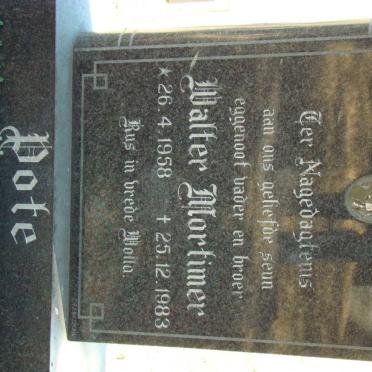 Ter Nagedagtenis
aan ons geliefde seun
eggenoot vader en broer
Walter Mortimer
* 26.4.1958 † 25.12.1983
Rus in vrede Wolla
Pote